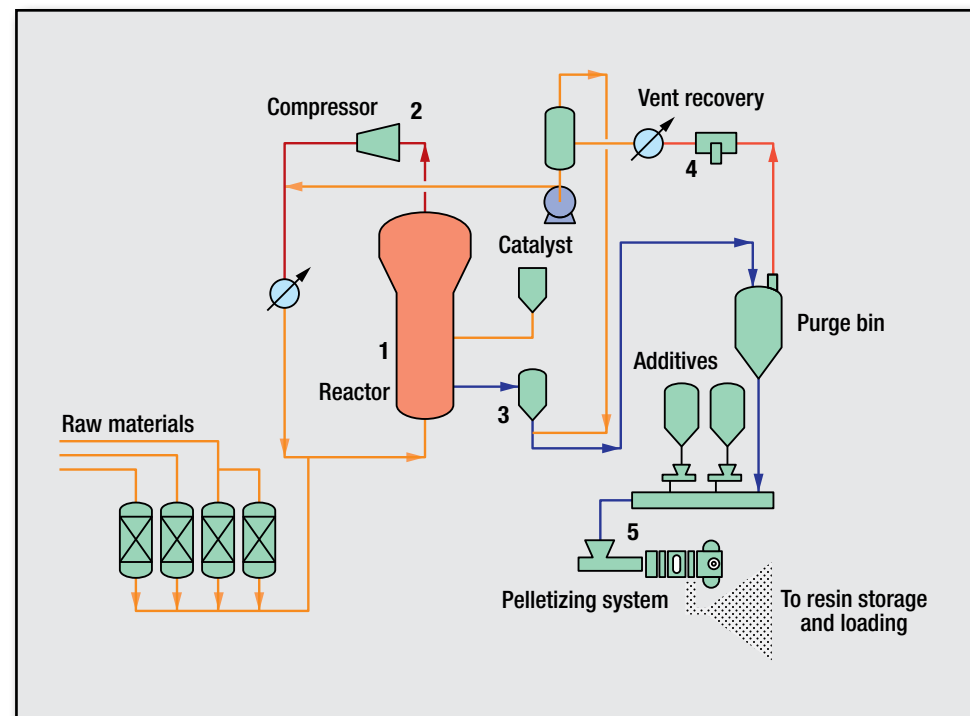 Compressor
2
Vent recovery
4
Catalyst
Purge bin
1
Reactor
3
Additives
Raw materials
5
Pelletizing system
To resin storage
and loading